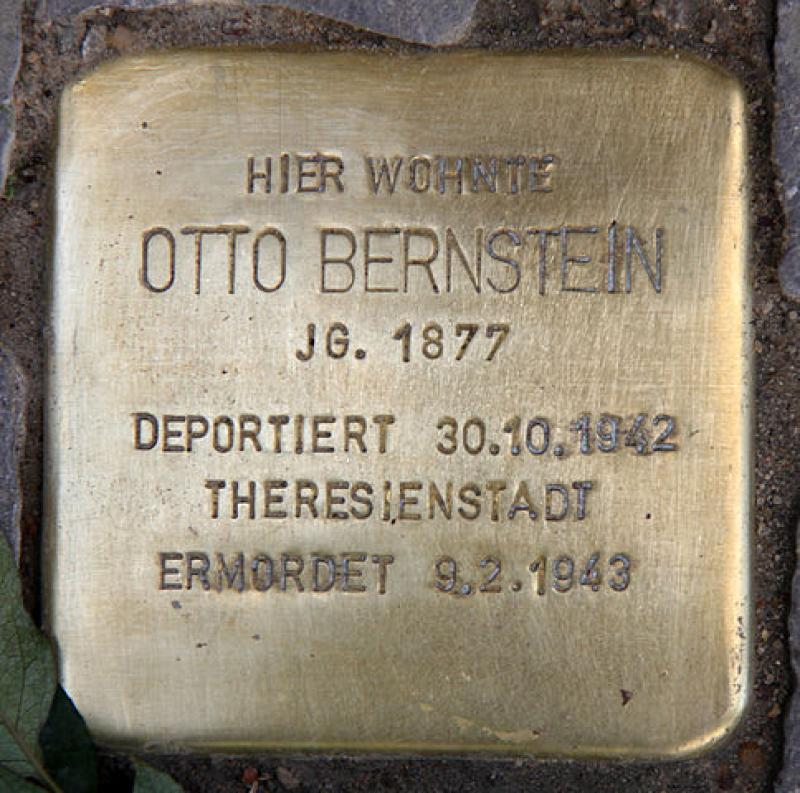 HIER WOHNTE
OTTO BERNSTEIN
JG. 1877
DEPORTIERT 30.10.1942
THERESIENSTADT
ERMORDET 9.2.1943